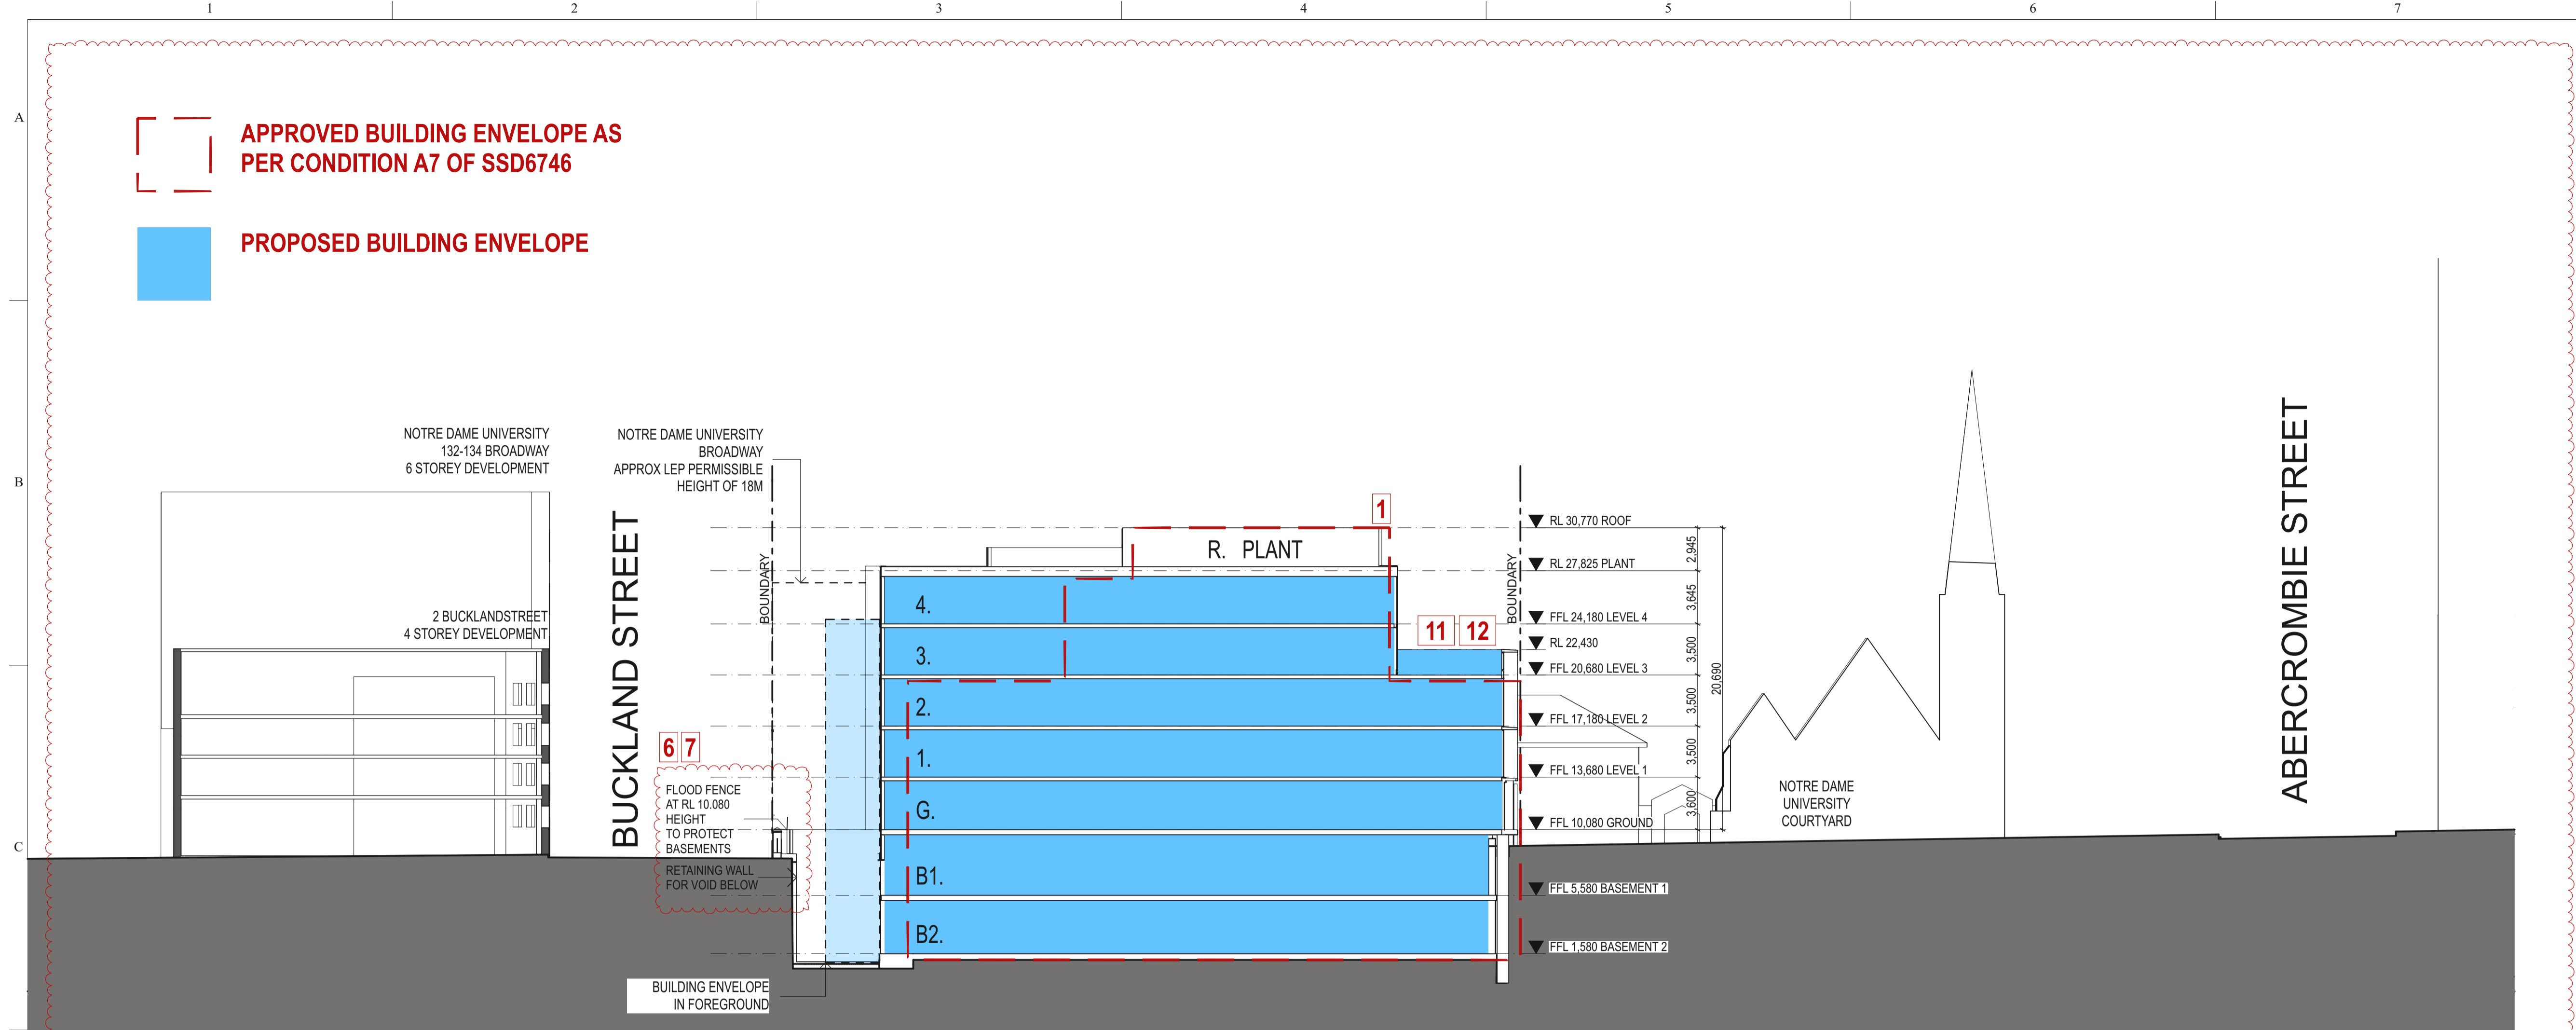 1 2 3 4 5 6 7
A
B
C
APPROVED BUILDING ENVELOPE AS
PER CONDITION A7 OF SSD6746
PROPOSED BUILDING ENVELOPE
NOTRE DAME UNIVERSITY
132-134 BROADWAY
6 STOREY DEVELOPMENT
2 BUCKLANDSTREET
4 STOREY DEVELOPMENT
BUCKLAND STREET
NOTRE DAME UNIVERSITY
BROADWAY
APPROX LEP PERMISSIBLE
HEIGHT OF 18M
BOUNDARY
6 7
FLOOD FENCE
AT RL 10.080
HEIGHT
TO PROTECT
BASEMENTS
RETAINING WALL
FOR VOID BELOW
BUILDING ENVELOPE
IN FOREGROUND
1
R. PLANT
4.
3.
2.
1.
G.
B1.
B2.
11 12
BOUNDARY
RL 30,770 ROOF
RL 27,825 PLANT
FFL 24,180 LEVEL 4
RL 22,430
FFL 20,680 LEVEL 3
FFL 17,180 LEVEL 2
FFL 13,680 LEVEL 1
FFL 10,080 GROUND
FFL 5,580 BASEMENT 1
FFL 1,580 BASEMENT 2
2,945
3,645
3,500
3,500
3,500
3,600
20,690
NOTRE DAME
UNIVERSITY
COURTYARD
ABERCROMBIE STREET